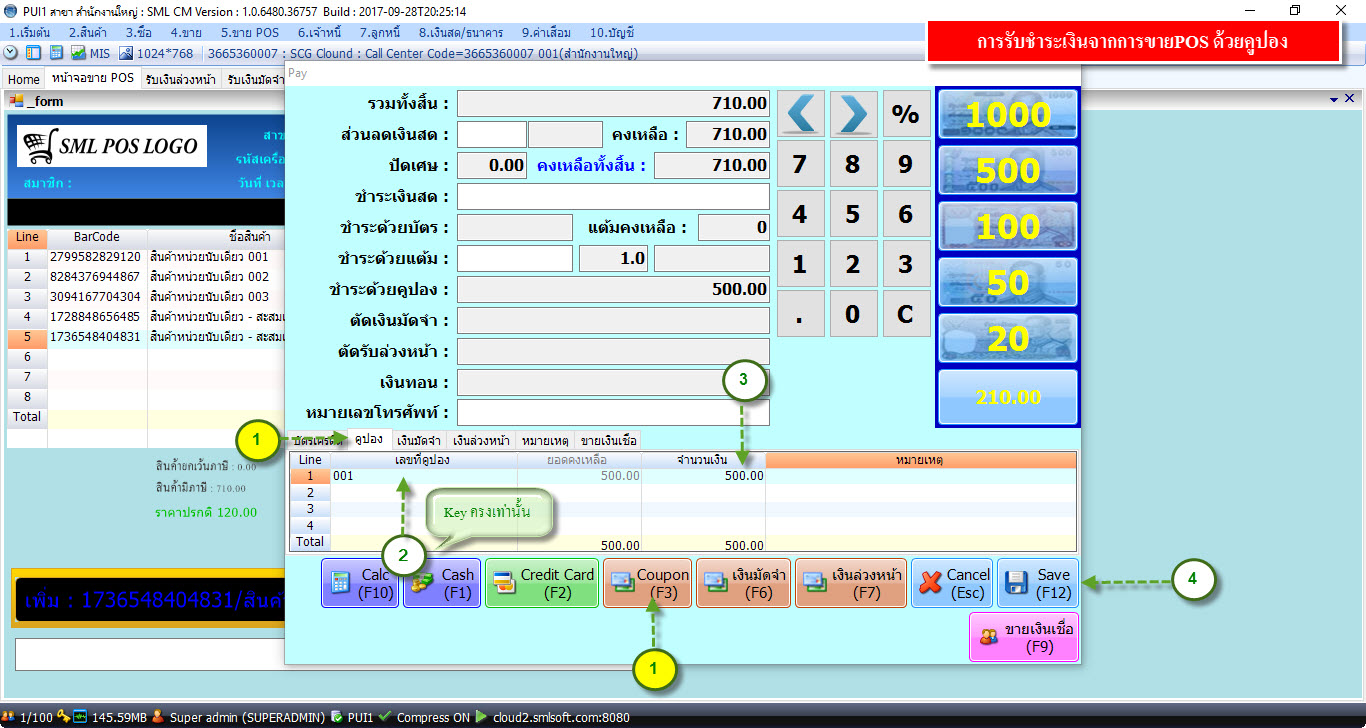 PUI1 สาขา สำนักงานใหญ่ : SML CM Version : 1.0.6480.36757 Build : 2017-09-28T20:25:14
1.เริ่มต้น 2.สินค้า 3.ซื้อ 4.ขาย 5.ขาย POS 6.เจ้าหนี้ 7.ลูกหนี้ 8.เงินสด/ธนาคาร 9.ค่าเสื่อม 10.บัญชี
MIS 1024*768 3665360007 : SCG Clound : Call Center Code=3665360007 001(สำนักงานใหญ่)
การรับชำระเงินจากการขายPOS ด้วยคูปอง
Home หน้าจอขาย POS รับเงินล่วงหน้า รับเงินมัดจำ
Pay
_form
SML POS LOGO
สาขา
รหัสเครื่อ
สมาชิก : วันที่ เวลา
Line BarCode ชื่อสินค้า
1 2799582829120 สินค้าหน่วยนับเดียว 001
2 8284376944867 สินค้าหน่วยนับเดียว 002
3 3094167704304 สินค้าหน่วยนับเดียว 003
4 1728848656485 สินค้าหน่วยนับเดียว - สะสมแ
5 1736548404831 สินค้าหน่วยนับเดียว - สะสมแ
6
7
8
Total
สินค้ายกเว้นภาษี : 0.00
สินค้ามีภาษี : 710.00
ราคาปรกติ 120.00
เพิ่ม : 1736548404831/สินค้
รวมทั้งสิ้น : 710.00
ส่วนลดเงินสด : คงเหลือ : 710.00
ปัดเศษ : 0.00 คงเหลือทั้งสิ้น : 710.00
ชำระเงินสด :
ชำระด้วยบัตร : แต้มคงเหลือ : 0
ชำระด้วยแต้ม : 1.0
ชำระด้วยคูปอง : 500.00
ตัดเงินมัดจำ :
ตัดรับล่วงหน้า :
เงินทอน :
หมายเลขโทรศัพท์ :
%
7 8 9
4 5 6
1 2 3
. 0 C
1000
500
100
50
20
210.00
3
1
บัตรเครดิต คูปอง เงินมัดจำ เงินล่วงหน้า หมายเหตุ ขายเงินเชื่อ
Line เลขที่คูปอง ยอดคงเหลือ จำนวนเงิน หมายเหตุ
1 001 500.00 500.00
2
3
4
Total 500.00 500.00
Key ตรงเท่านั้น
2
Calc (F10)
Cash (F1)
Credit Card (F2)
Coupon (F3)
เงินมัดจำ (F6)
เงินล่วงหน้า (F7)
Cancel (Esc)
Save (F12)
4
ขายเงินเชื่อ (F9)
1
1/100 145.59MB Super admin (SUPERADMIN) PUI1 Compress ON cloud2.smlsoft.com:8080